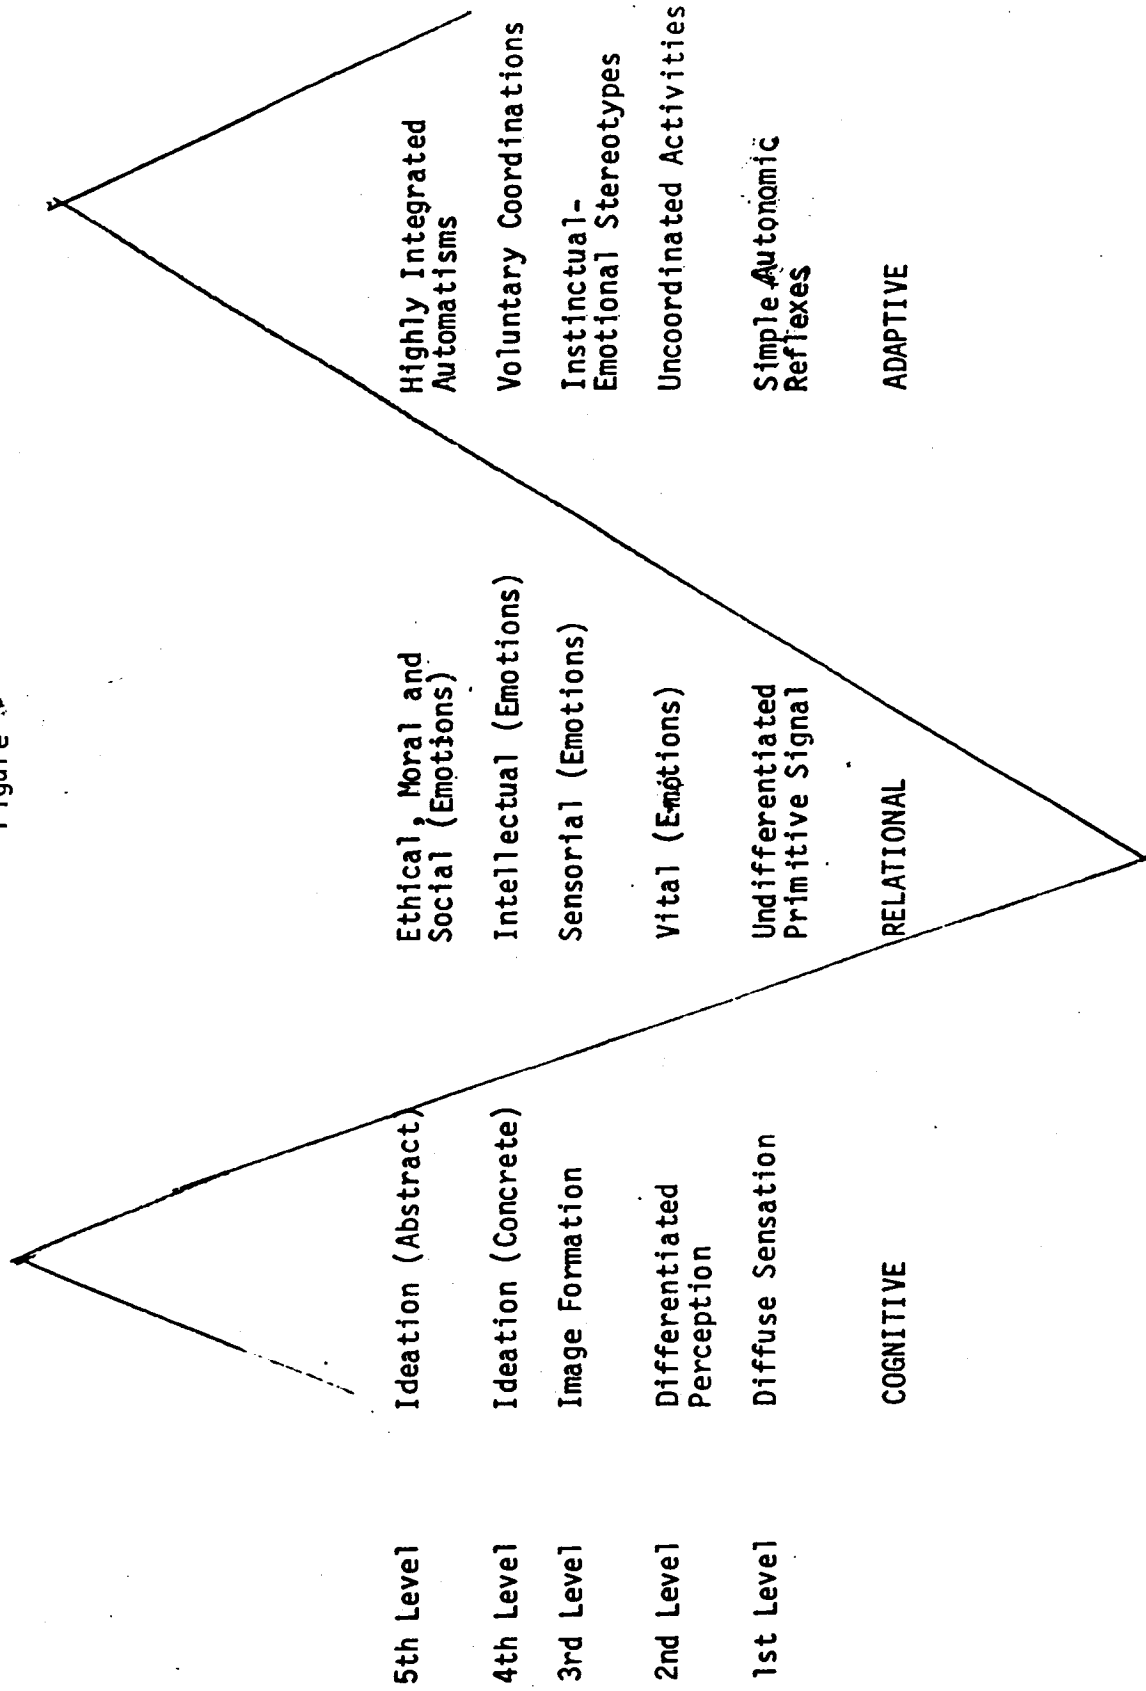 Figure
5th Level Ideation (Abstract) Ethical, Moral and Social (Emotions) Highly Integrated Automatisms
4th Level Ideation (Concrete) Intellectual (Emotions) Voluntary Coordinations
3rd Level Image Formation Sensorial (Emotions) Instinctual-Emotional Stereotypes
2nd Level Differentiated Perception Vital (Emotions) Uncoordinated Activities
1st Level Diffuse Sensation Undifferentiated Primitive Signal Simple Autonomic Reflexes
COGNITIVE RELATIONAL ADAPTIVE